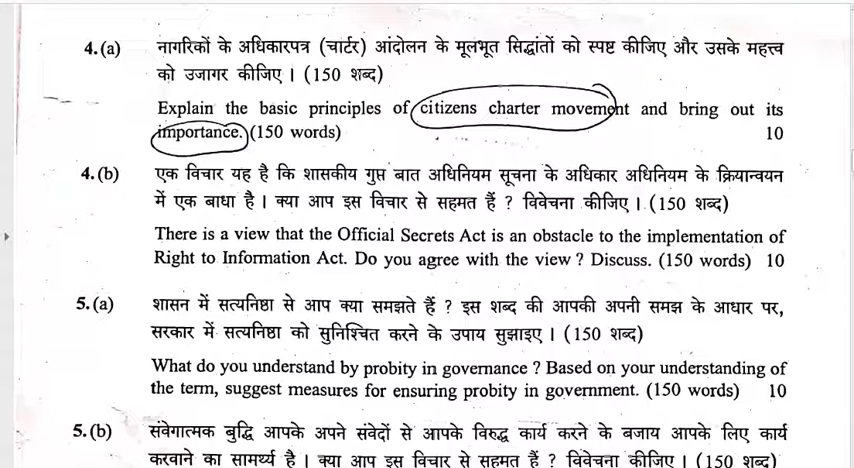 4. (a) नागरिकों के अधिकारपत्र (चार्टर) आंदोलन के मूलभूत सिद्धांतों को स्पष्ट कीजिए और उसके महत्त्व
को उजागर कीजिए । (150 शब्द)
Explain the basic principles of citizens charter movement and bring out its
importance. (150 words) 10
4. (b) एक विचार यह है कि शासकीय गुप्त बात अधिनियम सूचना के अधिकार अधिनियम के क्रियान्वयन
में एक बाधा है । क्या आप इस विचार से सहमत हैं ? विवेचना कीजिए । (150 शब्द)
There is a view that the Official Secrets Act is an obstacle to the implementation of
Right to Information Act. Do you agree with the view ? Discuss. (150 words) 10
5. (a) शासन में सत्यनिष्ठा से आप क्या समझते हैं ? इस शब्द की आपकी अपनी समझ के आधार पर,
सरकार में सत्यनिष्ठा को सुनिश्चित करने के उपाय सुझाइए । (150 शब्द)
What do you understand by probity in governance ? Based on your understanding of
the term, suggest measures for ensuring probity in government. (150 words) 10
5. (b) संवेगात्मक बुद्धि आपके अपने संवेदों से आपके विरुद्ध कार्य करने के बजाय आपके लिए कार्य
करवाने का सामर्थ्य है । क्या आप इस विचार से सहमत हैं ? विवेचना कीजिए । (150 शब्द)